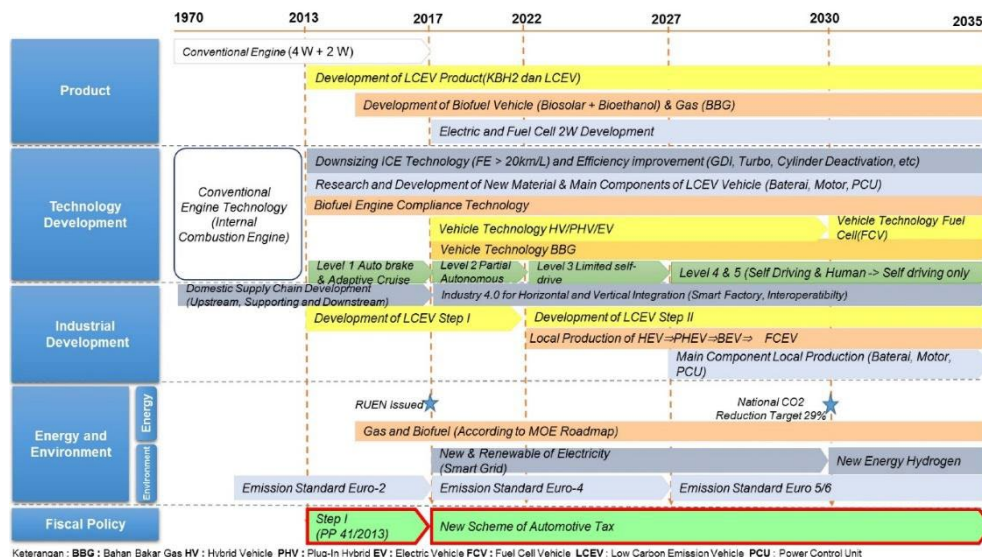 1970 2013 2017 2022 2027 2030 2035
Product
Conventional Engine (4 W + 2 W)
Development of LCEV Product(KBH2 dan LCEV)
Development of Biofuel Vehicle (Biosolar + Bioethanol) & Gas (BBG)
Electric and Fuel Cell 2W Development
Technology
Development
Conventional
Engine Technology
(Internal
Combustion Engine)
Downsizing ICE Technology (FE > 20km/L) and Efficiency improvement (GDI, Turbo, Cylinder Deactivation, etc)
Research and Development of New Material & Main Components of LCEV Vehicle (Baterai, Motor, PCU)
Biofuel Engine Compliance Technology
Vehicle Technology HV/PHV/EV
Vehicle Technology Fuel
Cell(FCV)
Vehicle Technology BBG
Level 1 Auto brake
& Adaptive Cruise
Level 2 Partial
Autonomous
Level 3 Limited self-
drive
Level 4 & 5 (Self Driving & Human -> Self driving only
Industrial
Development
Domestic Supply Chain Development
(Upstream, Supporting and Downstream)
Industry 4.0 for Horizontal and Vertical Integration (Smart Factory, Interoperatibilty)
Development of LCEV Step I
Development of LCEV Step II
Local Production of HEV⇒PHEV⇒BEV⇒ FCEV
Main Component Local Production (Baterai, Motor,
PCU)
Energy and
Environment
Energy
Environment
RUEN Issued
National CO2
Reduction Target 29%
Gas and Biofuel (According to MOE Roadmap)
New & Renewable of Electricity
(Smart Grid)
New Energy Hydrogen
Emission Standard Euro-2
Emission Standard Euro-4
Emission Standard Euro 5/6
Fiscal Policy
Step I
(PP 41/2013)
New Scheme of Automotive Tax
Keterangan : BBG : Bahan Bakar Gas HV : Hybrid Vehicle PHV : Plug-In Hybrid EV : Electric Vehicle FCV : Fuel Cell Vehicle LCEV : Low Carbon Emission Vehicle PCU : Power Control Unit